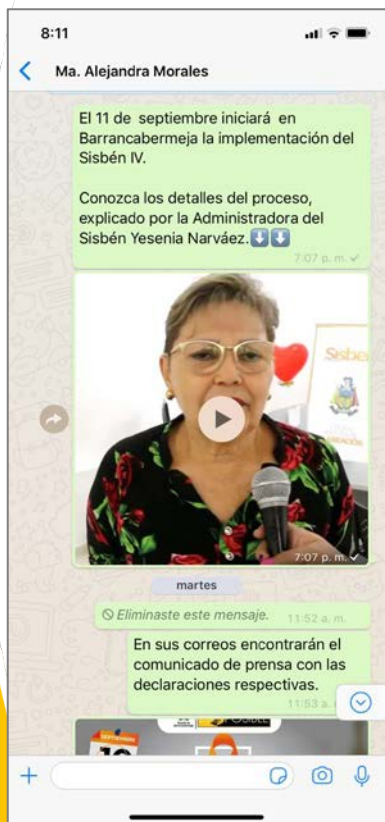 8:11
Ma. Alejandra Morales
El 11 de septiembre iniciará en
Barrancabermeja la implementación del
Sisbén IV.
Conozca los detalles del proceso,
explicado por la Administradora del
Sisbén Yesenia Narváez.⬇️⬇️
7:07 p. m.
Sisbe
7:07 p. m.
martes
Eliminaste este mensaje. 11:52 a. m.
En sus correos encontrarán el
comunicado de prensa con las
declaraciones respectivas.
11:53 a.
SEPTIEMBRE